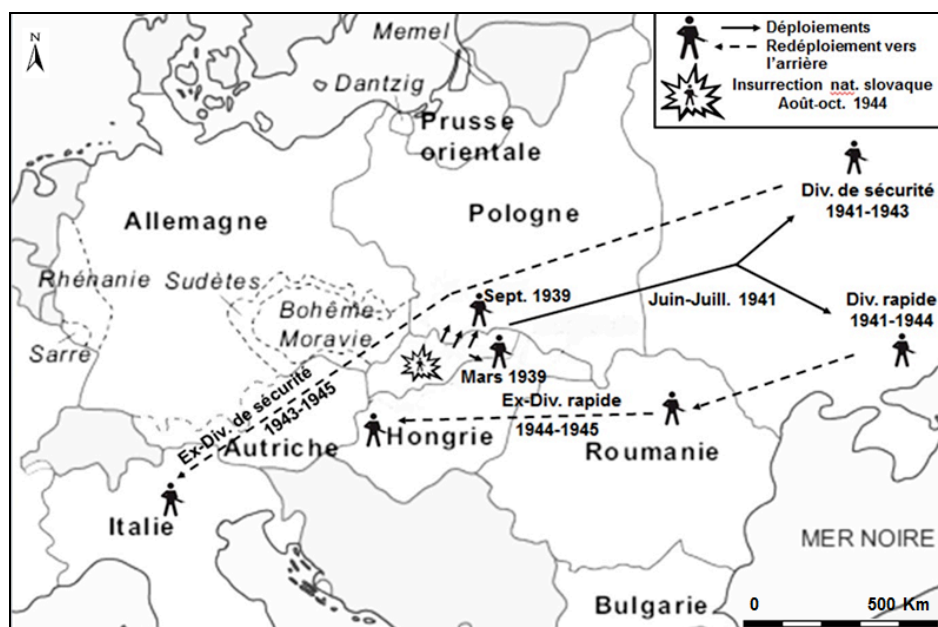 N
Déploiements
Redéploiement vers
l'arrière
Insurrection nat. slovaque
Août-oct. 1944
Memel
Dantzig
Prusse
orientale
Allemagne
Pologne
Div. de sécurité
1941-1943
Rhénanie
Sudètes
Bohême-
Moravie
Sarre
Sept. 1939
Juin-Juill. 1941
Div. rapide
1941-1944
Mars 1939
Ex-Div. de sécurité
1943-1945
Ex-Div. rapide
1944-1945
Autriche
Hongrie
Roumanie
Italie
MER NOIRE
Bulgarie
0 500 Km